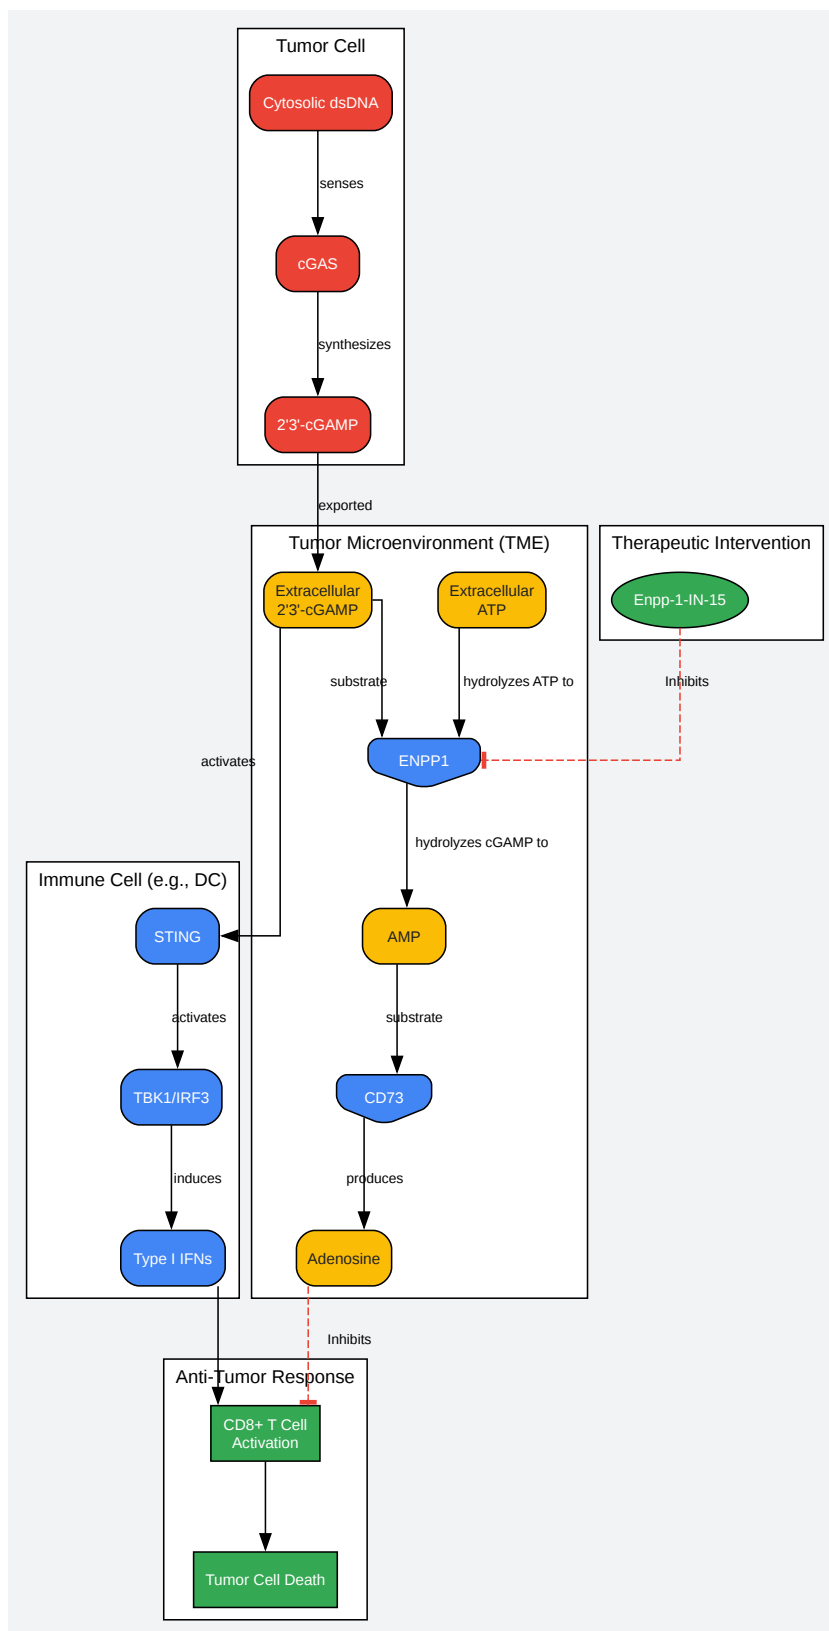 Tumor Cell
Cytosolic dsDNA
senses
cGAS
synthesizes
2'3'-cGAMP
exported
Tumor Microenvironment (TME)
Therapeutic Intervention
Extracellular
2'3'-cGAMP
Extracellular
ATP
Enpp-1-IN-15
substrate
hydrolyzes ATP to
Inhibits
activates
ENPP1
hydrolyzes cGAMP to
Immune Cell (e.g., DC)
STING
AMP
activates
substrate
TBK1/IRF3
CD73
induces
produces
Type I IFNs
Adenosine
Inhibits
Anti-Tumor Response
CD8+ T Cell
Activation
Tumor Cell Death